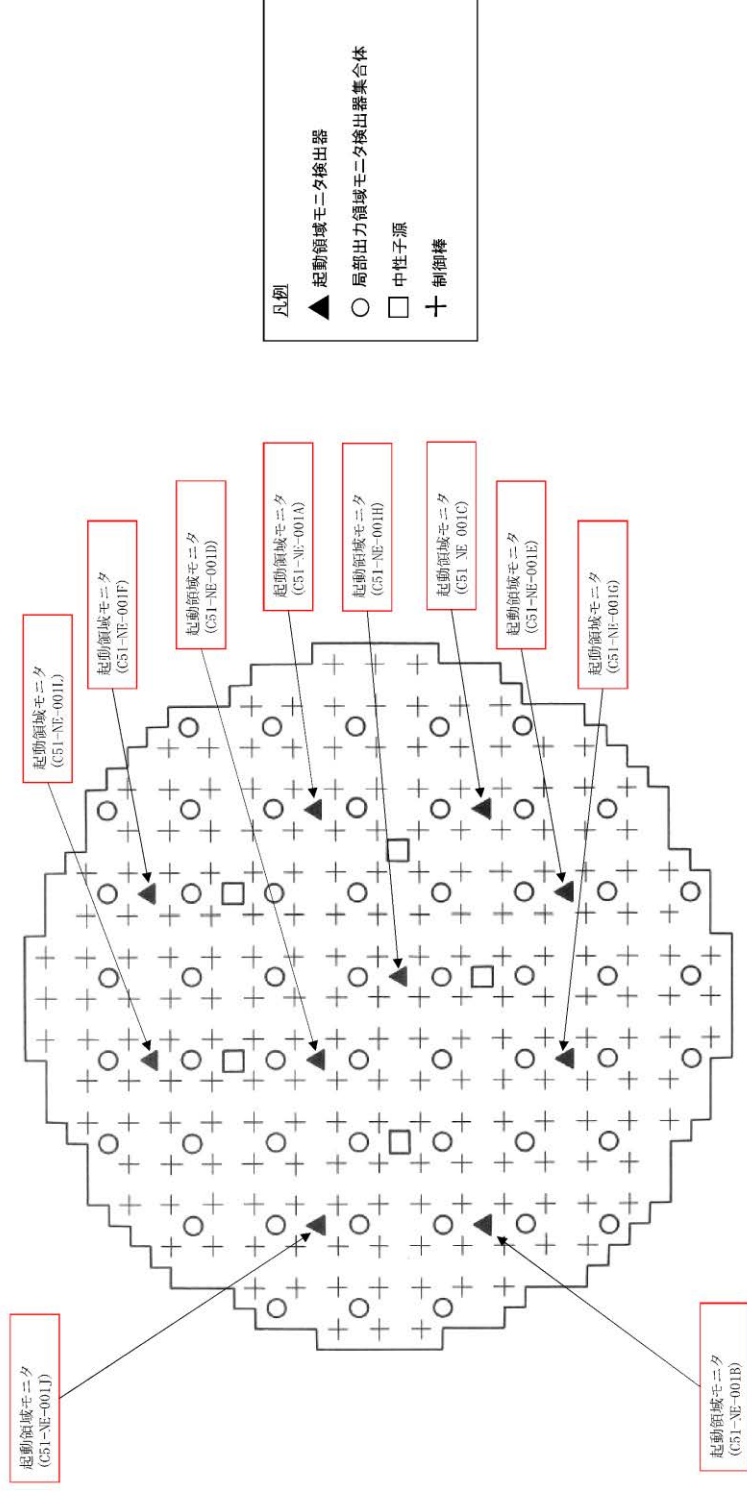 起動領域モニタ
(C51-NE-001J)
起動領域モニタ
(C51-NE-001L)
起動領域モニタ
(C51-NE-001F)
起動領域モニタ
(C51-NE-001D)
起動領域モニタ
(C51-NE-001A)
起動領域モニタ
(C51-NE-001H)
起動領域モニタ
(C51 NE 001C)
起動領域モニタ
(C51-NE-001E)
起動領域モニタ
(C51-NE-001G)
起動領域モニタ
(C51-NE-001B)
凡例
起動領域モニタ検出器
局部出力領域モニタ検出器集合体
中性子源
制御棒